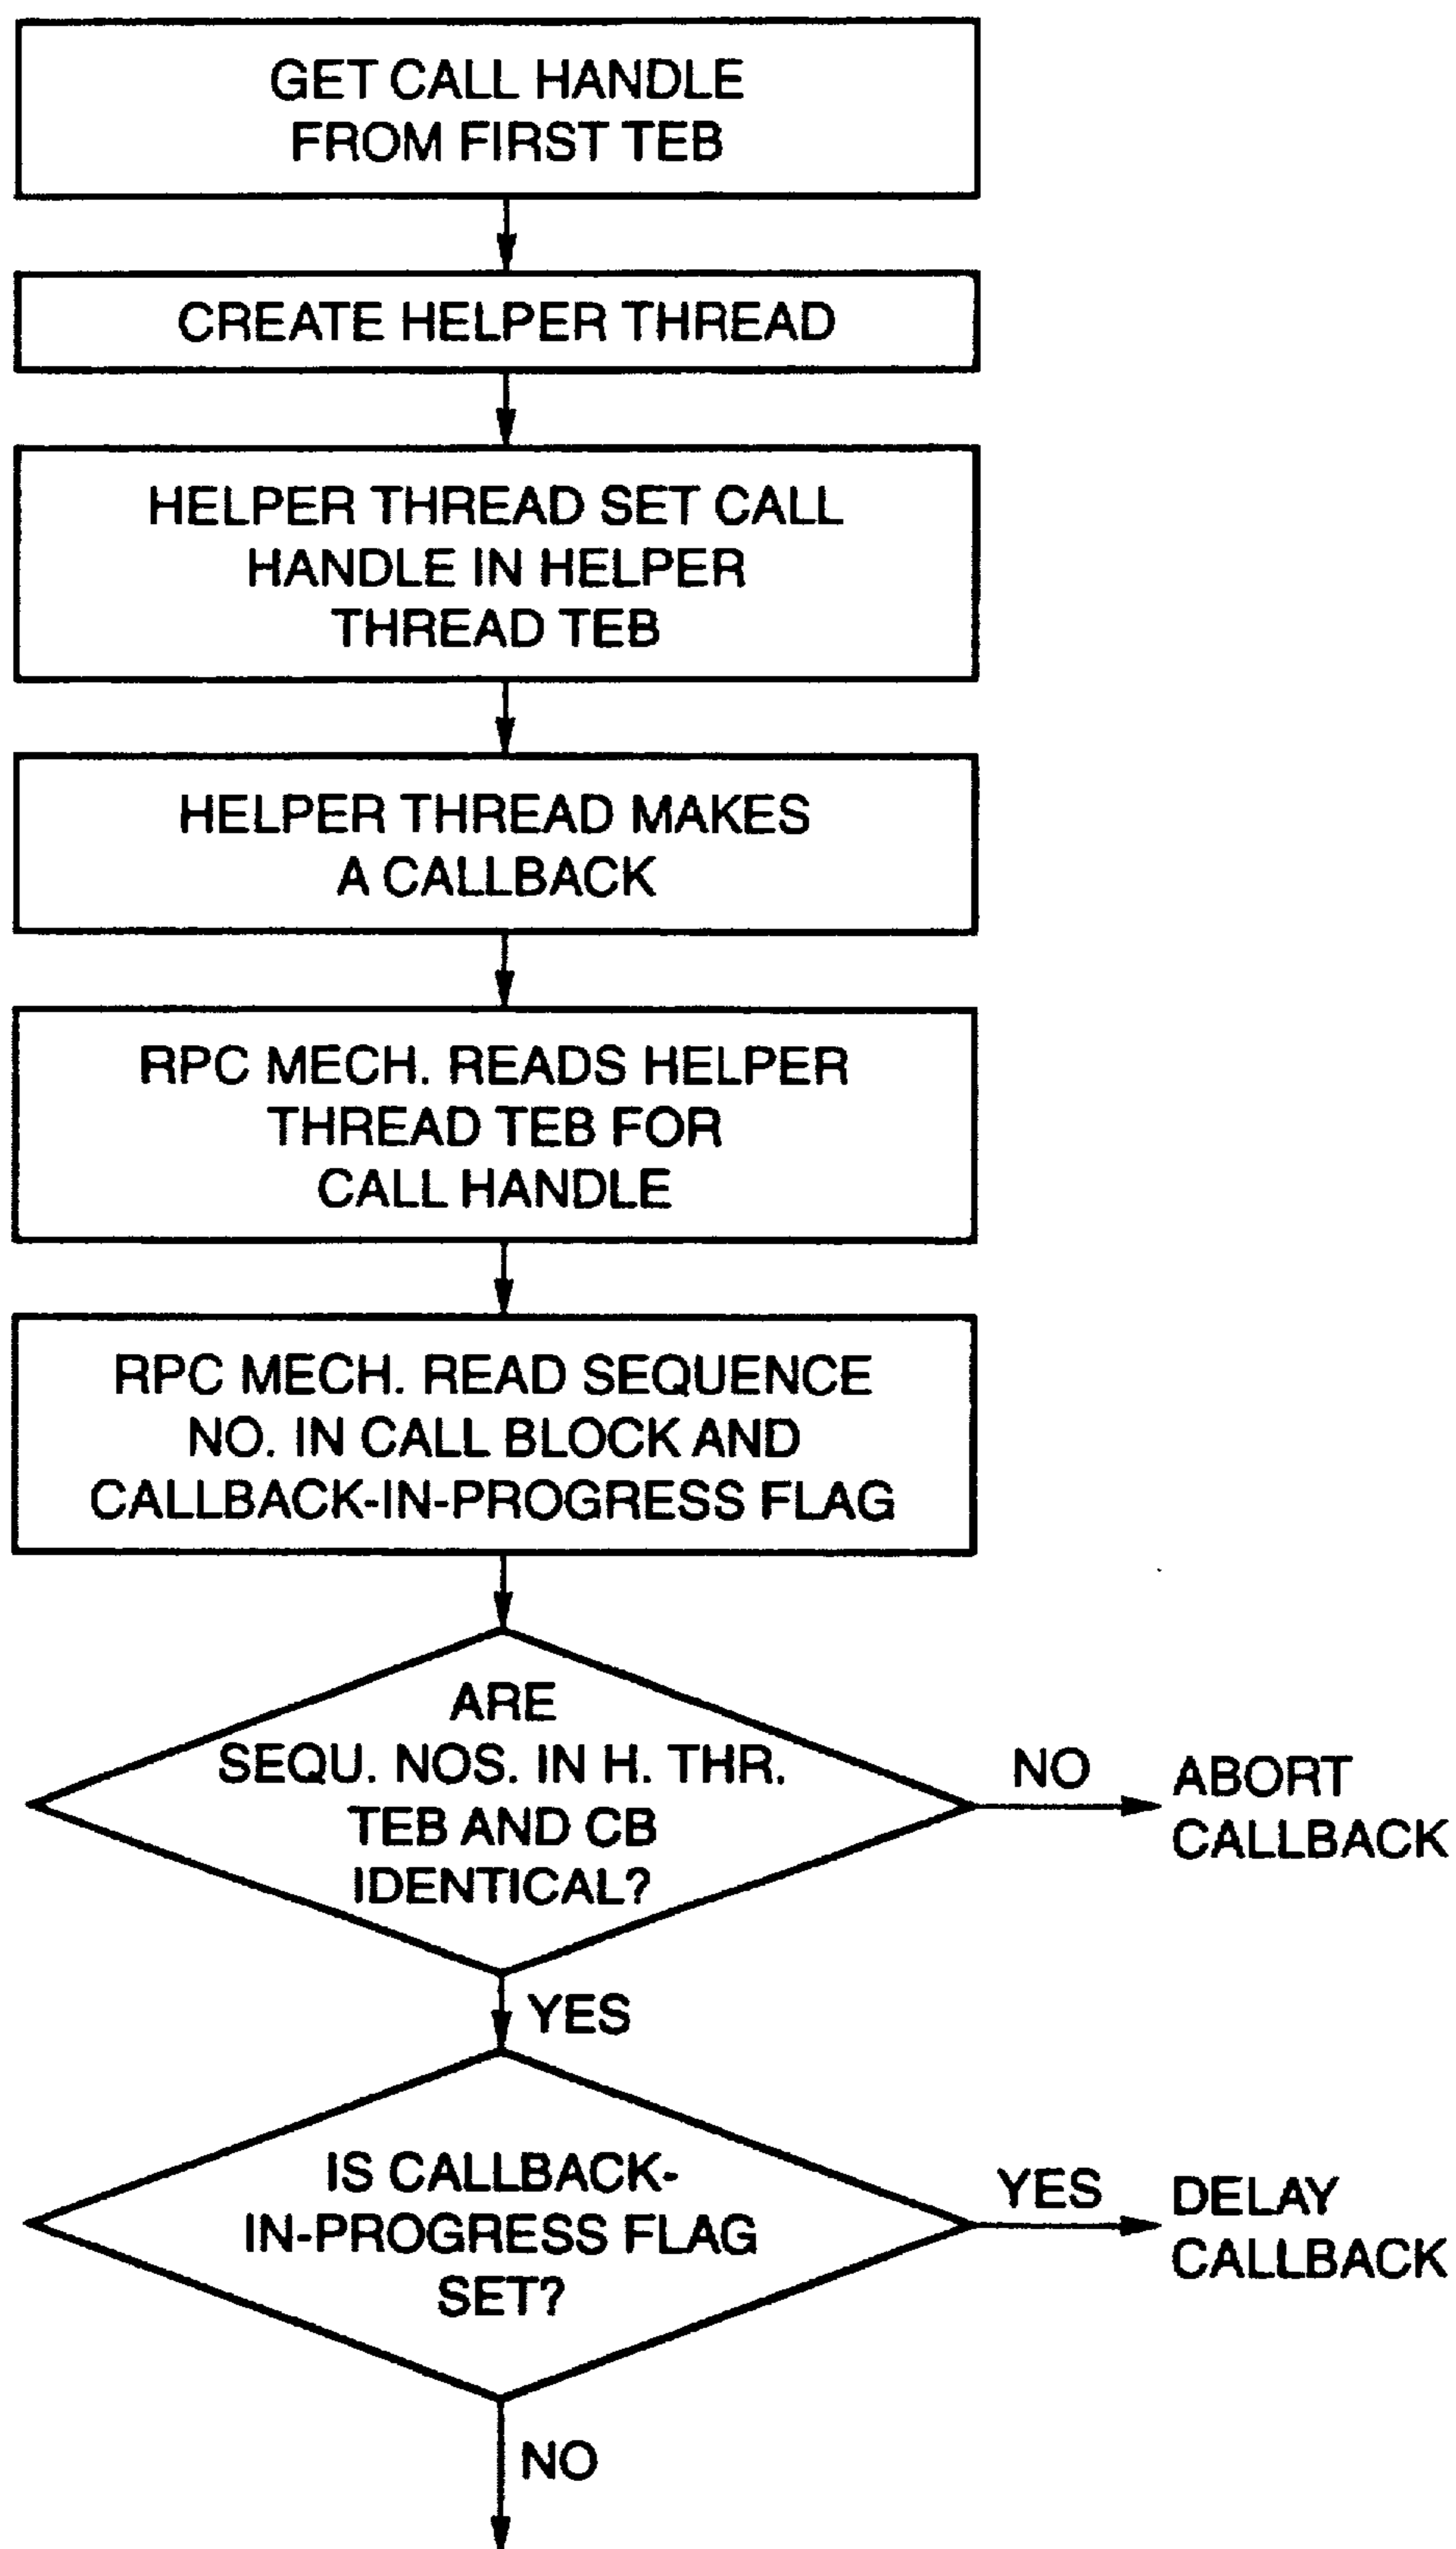 GET CALL HANDLE
FROM FIRST TEB
CREATE HELPER THREAD
HELPER THREAD SET CALL
HANDLE IN HELPER
THREAD TEB
HELPER THREAD MAKES
A CALLBACK
RPC MECH. READS HELPER
THREAD TEB FOR
CALL HANDLE
RPC MECH. READ SEQUENCE
NO. IN CALL BLOCK AND
CALLBACK-IN-PROGRESS FLAG
ARE
SEQU. NOS. IN H. THR.
TEB AND CB
IDENTICAL?
NO
ABORT
CALLBACK
YES
IS CALLBACK-
IN-PROGRESS FLAG
SET?
YES
DELAY
CALLBACK
NO